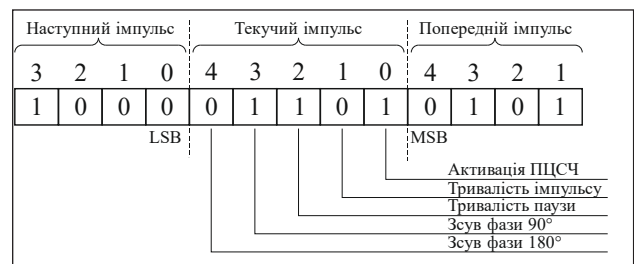 Наступний імпульс Текучий імпульс Попередній імпульс
3 2 1 0 4 3 2 1 0 4 3 2 1
1 0 0 0 0 1 1 0 1 0 1 0 1
LSB MSB
Активація ПЦСЧ
Тривалість імпульсу
Тривалість паузи
Зсув фази 90°
Зсув фази 180°